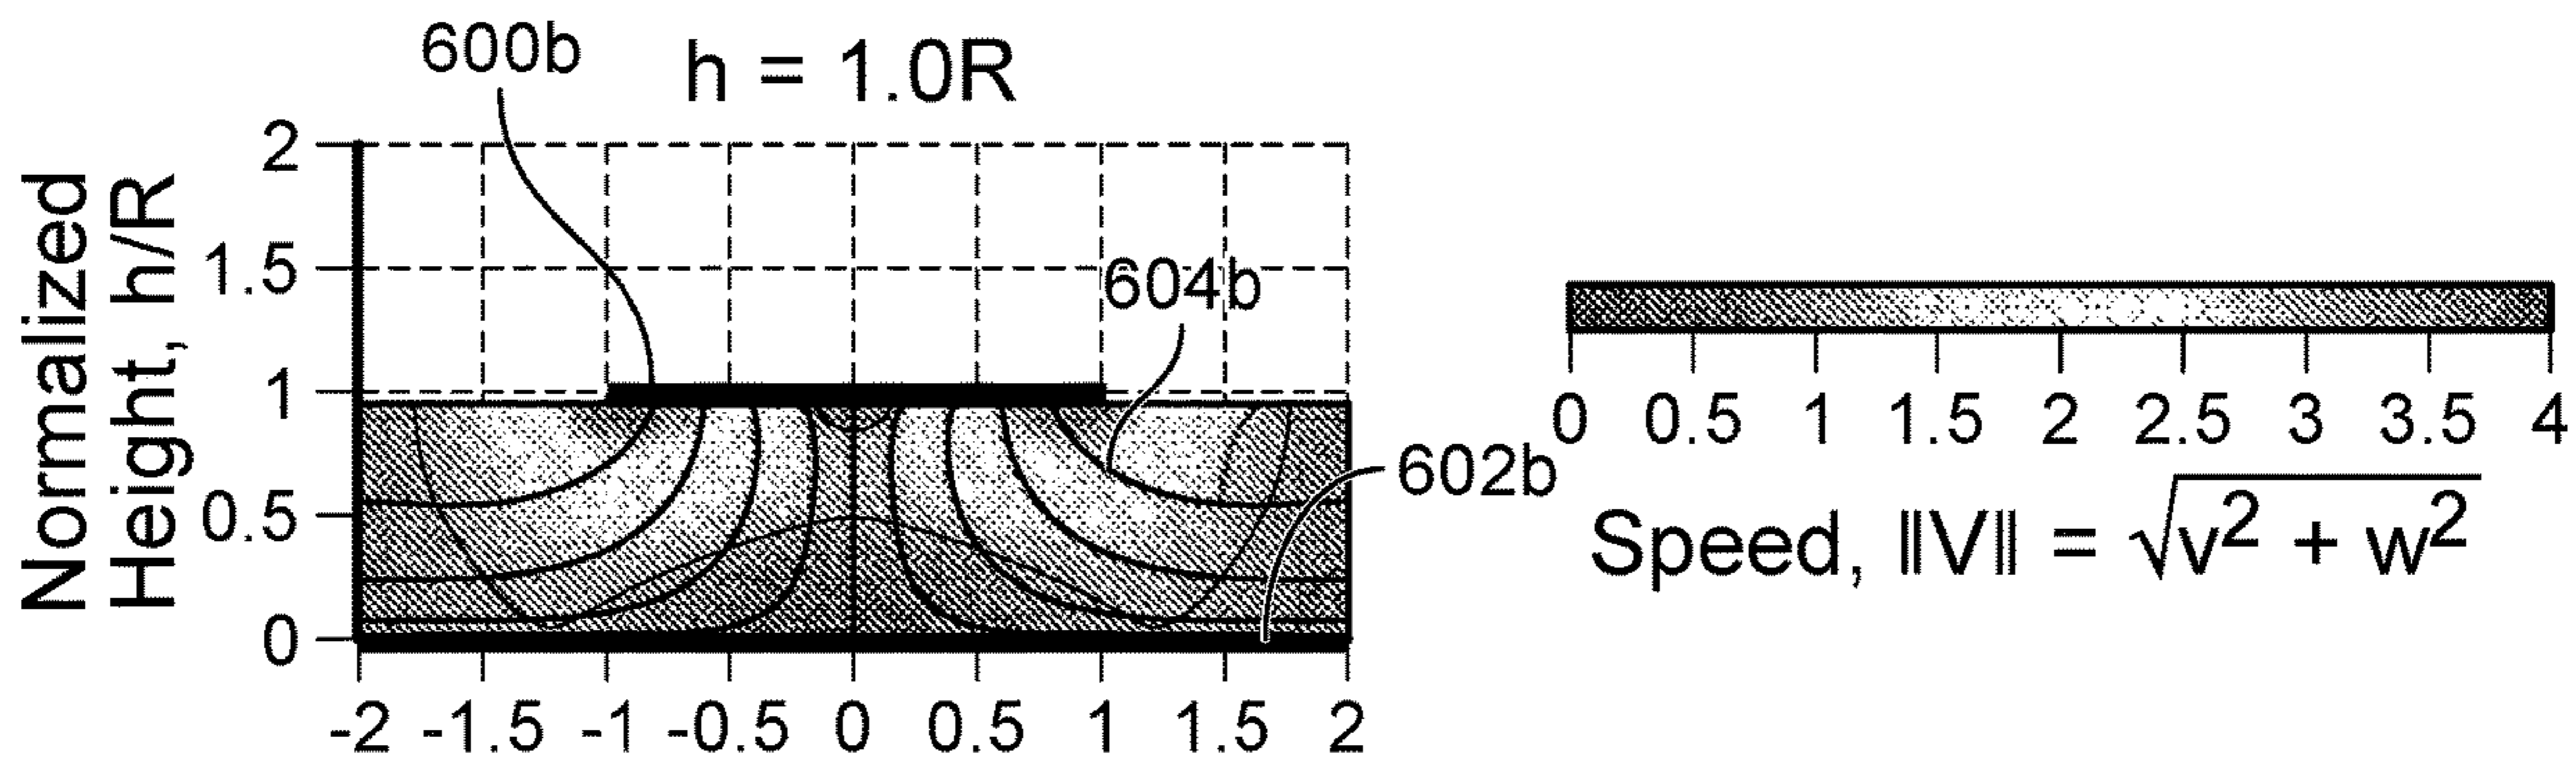 600b
h = 1.0R
Normalized
Height, h/R
2
1.5
1
0.5
0
604b
602b
-2 -1.5 -1 -0.5 0 0.5 1 1.5 2
0 0.5 1 1.5 2 2.5 3 3.5 4
Speed, ‖V‖ = √v² + w²